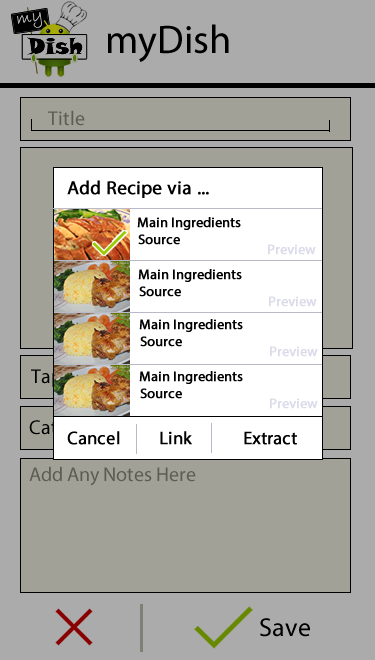 my
Dish
myDish
Title
Add Recipe via ...
Main Ingredients
Source
Preview
Main Ingredients
Source
Preview
Main Ingredients
Source
Preview
Main Ingredients
Source
Preview
Ta
Cat
Cancel Link Extract
Add Any Notes Here
Save